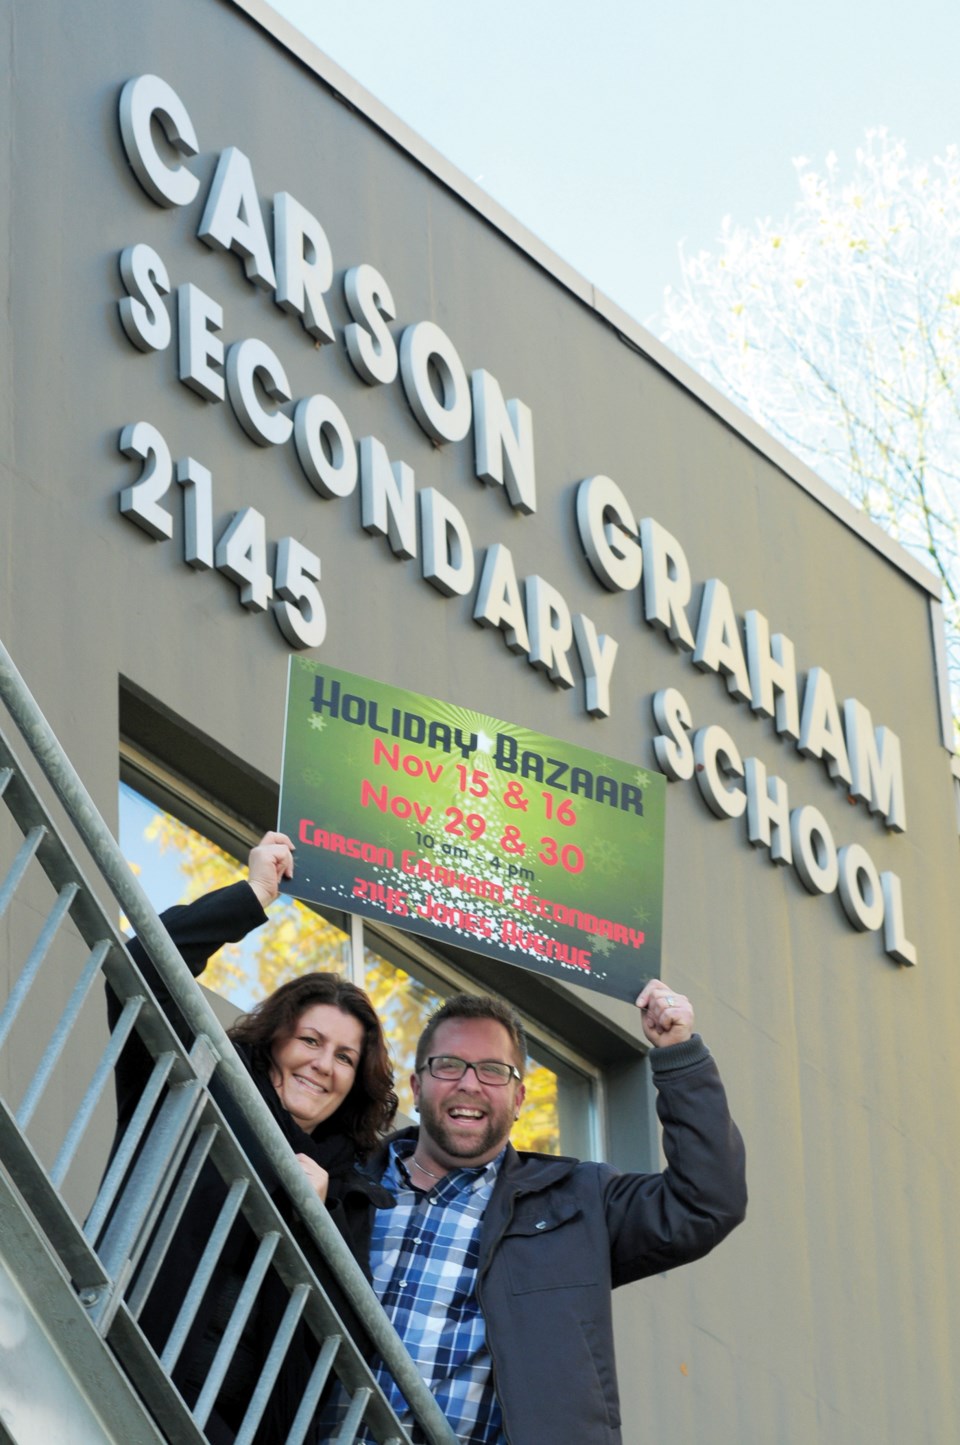 CARSON GRAHAM
SECONDARY SCHOOL
2145
HOLIDAY BAZAAR
Nov 15 & 16
Nov 29 & 30
10 am - 4 pm
CARSON GRAHAM SECONDARY
2145 JONES AVENUE